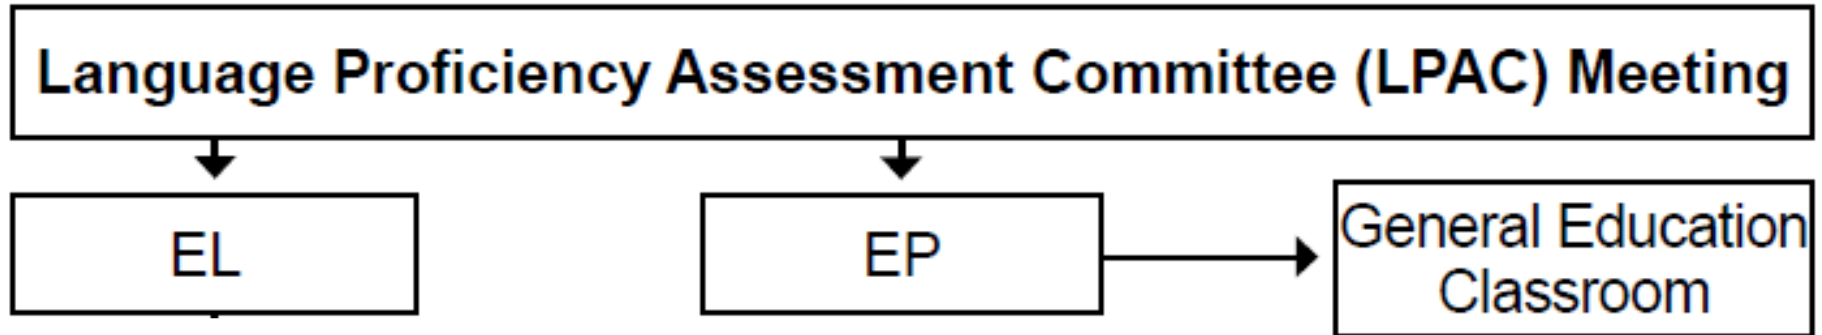 Language Proficiency Assessment Committee (LPAC) Meeting
EL
EP
General Education
Classroom